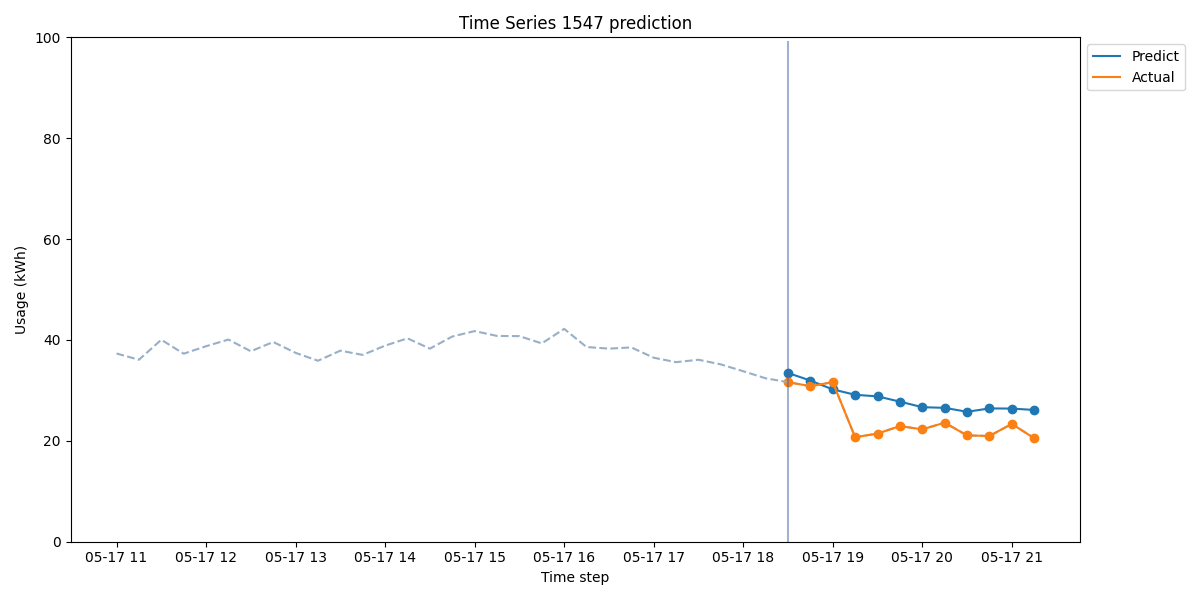 Time Series 1547 prediction
Predict
Actual
Usage (kWh)
100
80
60
40
20
0
05-17 11 05-17 12 05-17 13 05-17 14 05-17 15 05-17 16 05-17 17 05-17 18 05-17 19 05-17 20 05-17 21
Time step